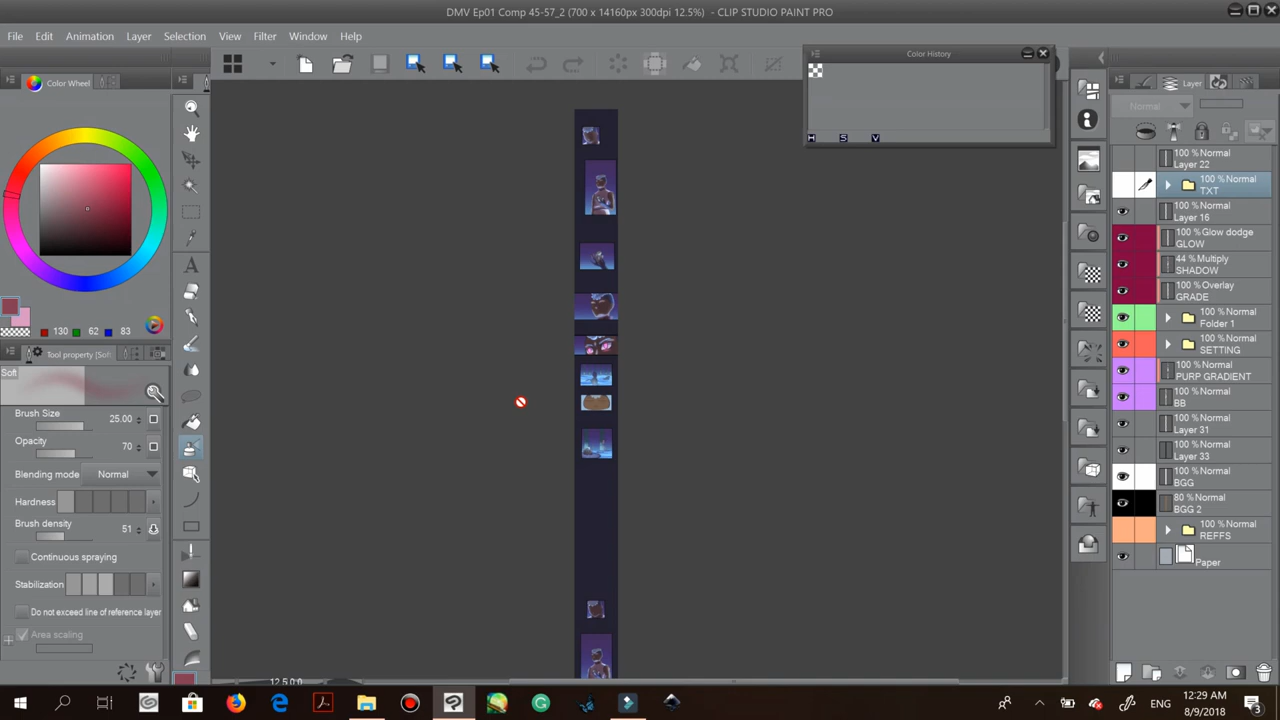 DMV Ep01 Comp 45-57_2 (700 x 14160px 300dpi 12.5%) - CLIP STUDIO PAINT PRO
File Edit Animation Layer Selection View Filter Window Help
Color Wheel
Color History
Layer
H S V
Normal
100 %Normal
Layer 22
100 %Normal
TXT
100 %Normal
Layer 16
100 %Glow dodge
GLOW
44 %Multiply
SHADOW
100 %Overlay
GRADE
100 %Normal
Folder 1
100 %Normal
SETTING
100 %Normal
PURP GRADIENT
100 %Normal
BB
100 %Normal
Layer 31
100 %Normal
Layer 33
100 %Normal
BGG
80 %Normal
BGG 2
100 %Normal
REFFS
Paper
130 62 83
Tool property [Soft
Soft
Brush Size 25.00
Opacity 70
Blending mode Normal
Hardness
Brush density 51
Continuous spraying
Stabilization
Do not exceed line of reference layer
Area scaling
12.5 0.0
ENG
12:29 AM
8/9/2018
3